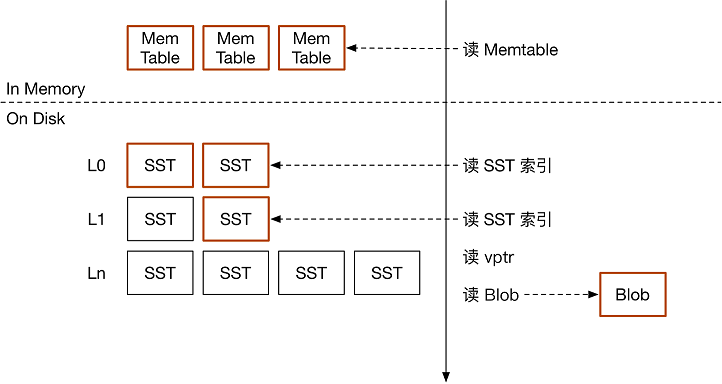 Mem
Table
Mem
Table
Mem
Table
读 Memtable
In Memory
On Disk
L0
SST
SST
读 SST 索引
L1
SST
SST
读 SST 索引
读 vptr
Ln
SST
SST
SST
SST
读 Blob
Blob